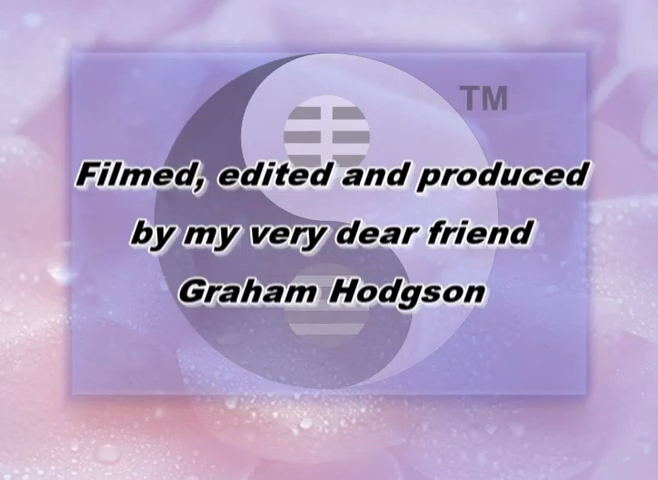 TM
Filmed, edited and produced
by my very dear friend
Graham Hodgson